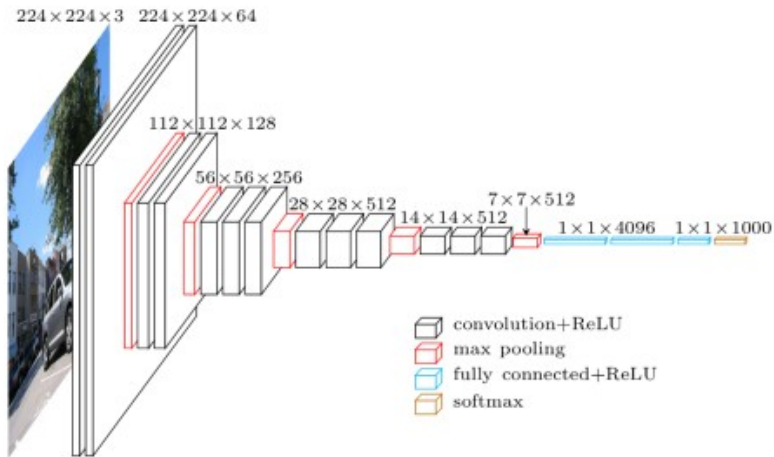 224×224×3
224×224×64
112×112×128
56×56×256
28×28×512
14×14×512
7×7×512
1×1×4096
1×1×1000
convolution+ReLU
max pooling
fully connected+ReLU
softmax